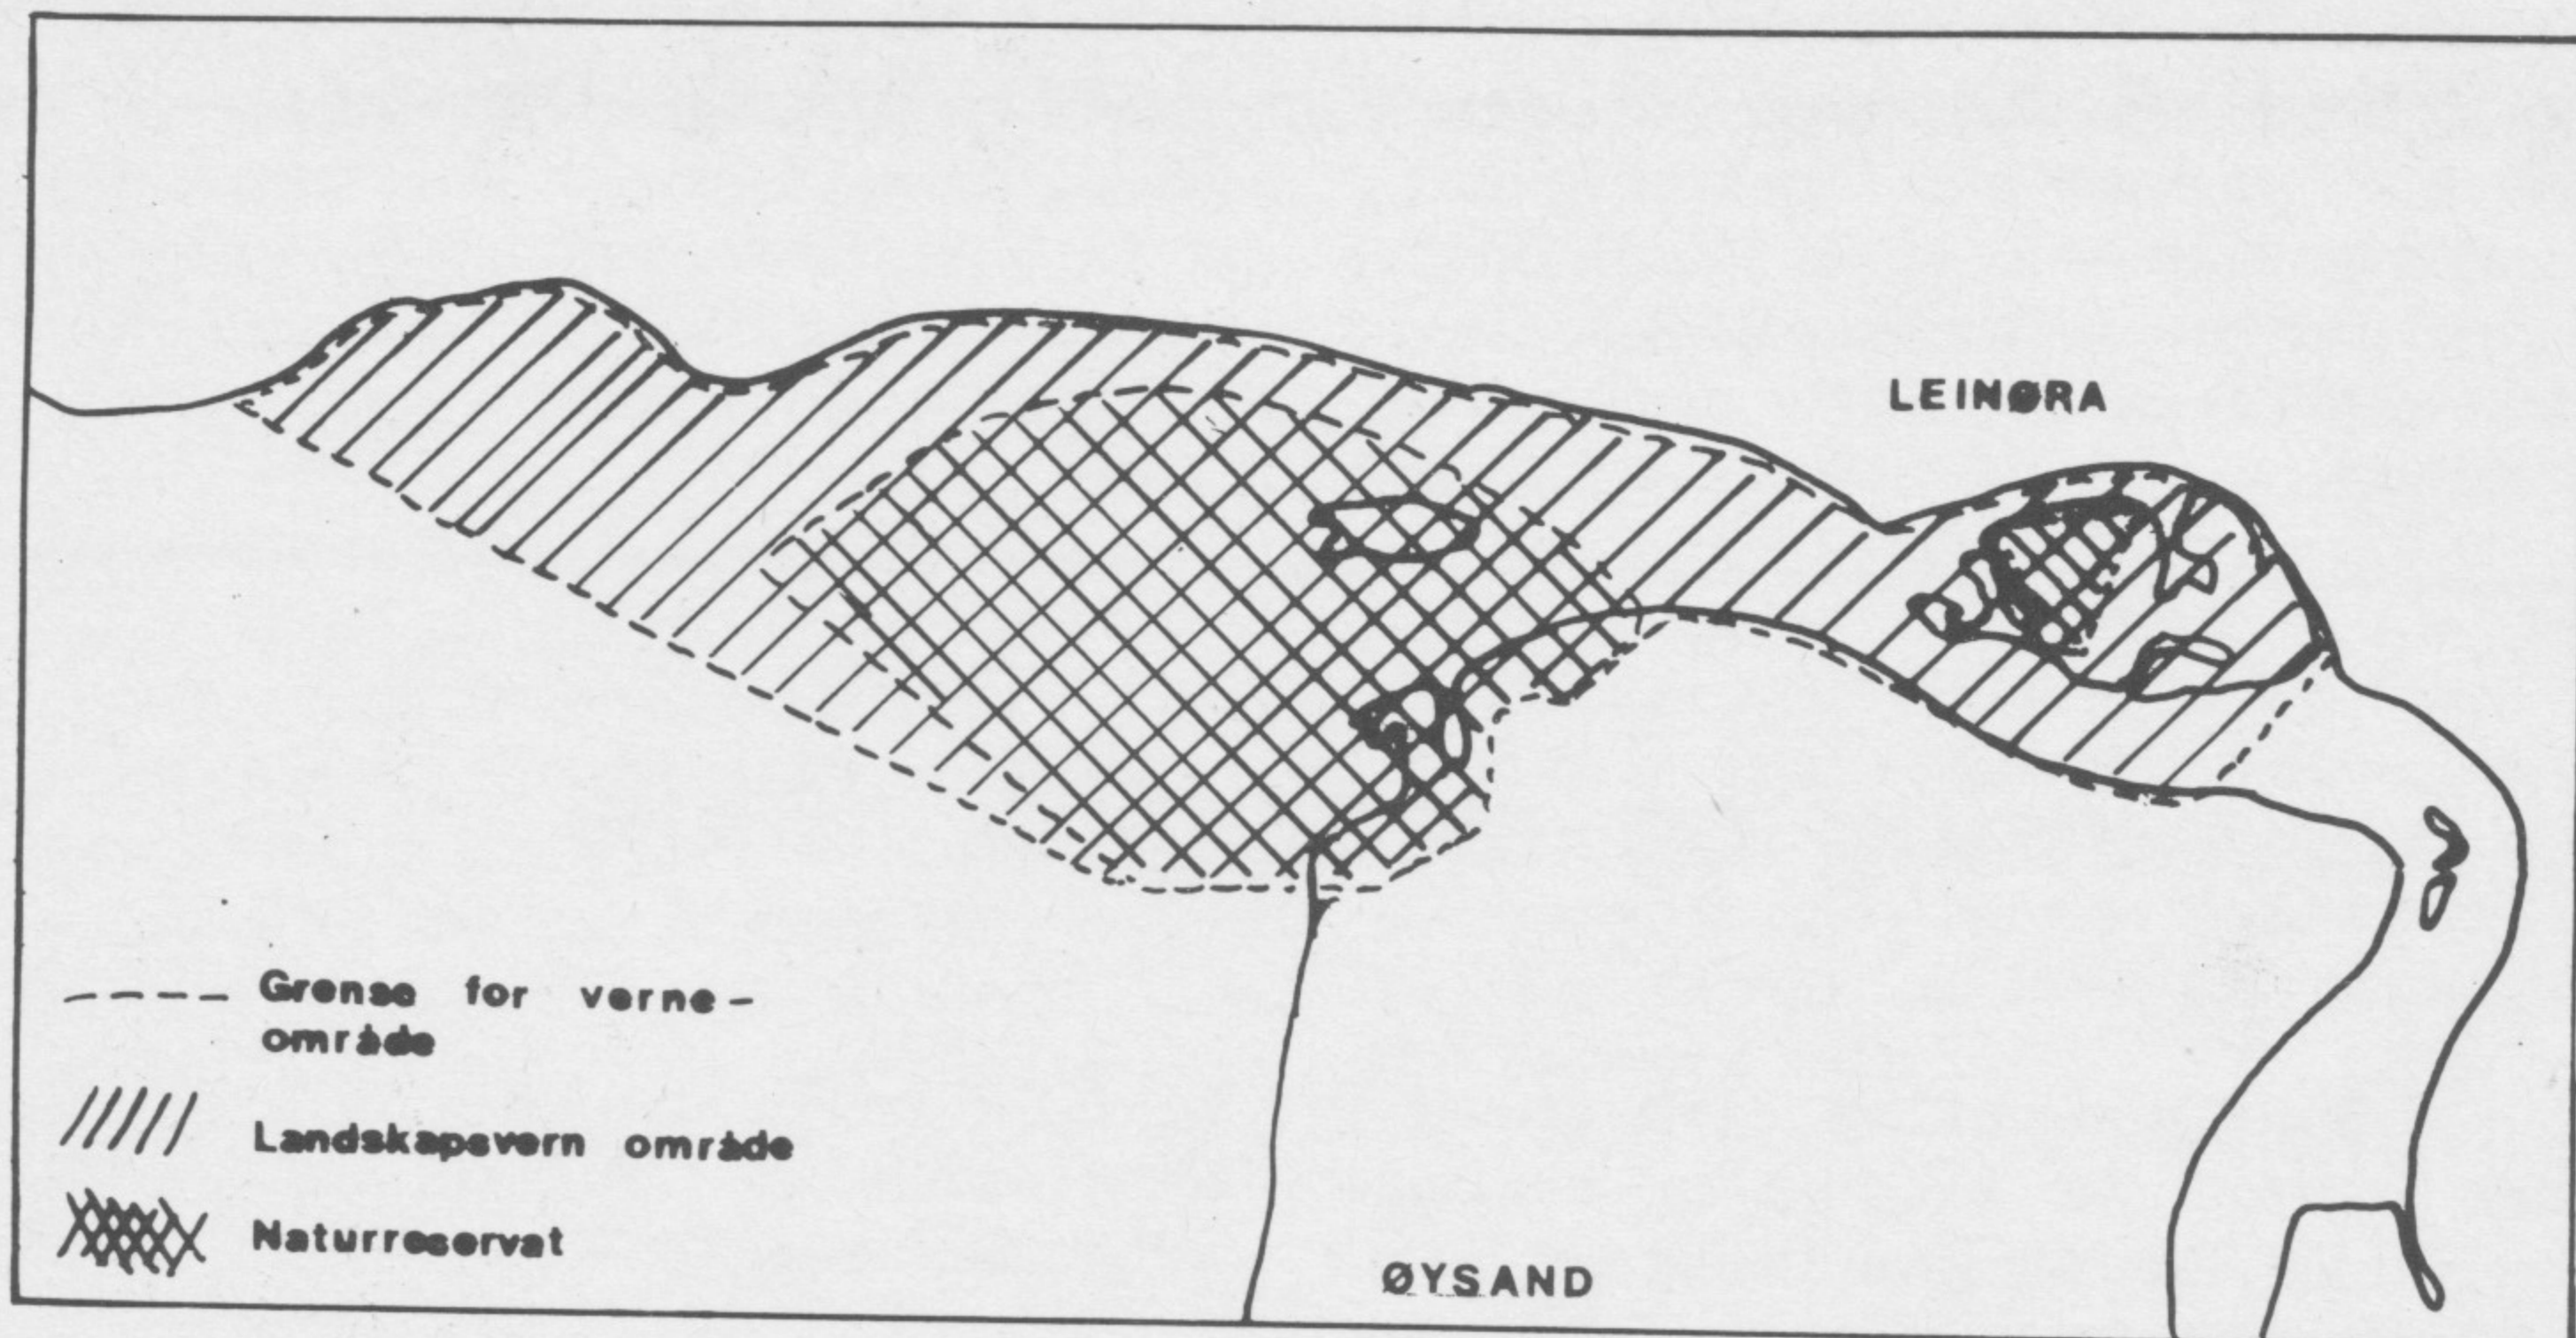 LEINØRA
Grense for verne-
område
Landskapsvern område
Naturreservat
ØYSAND